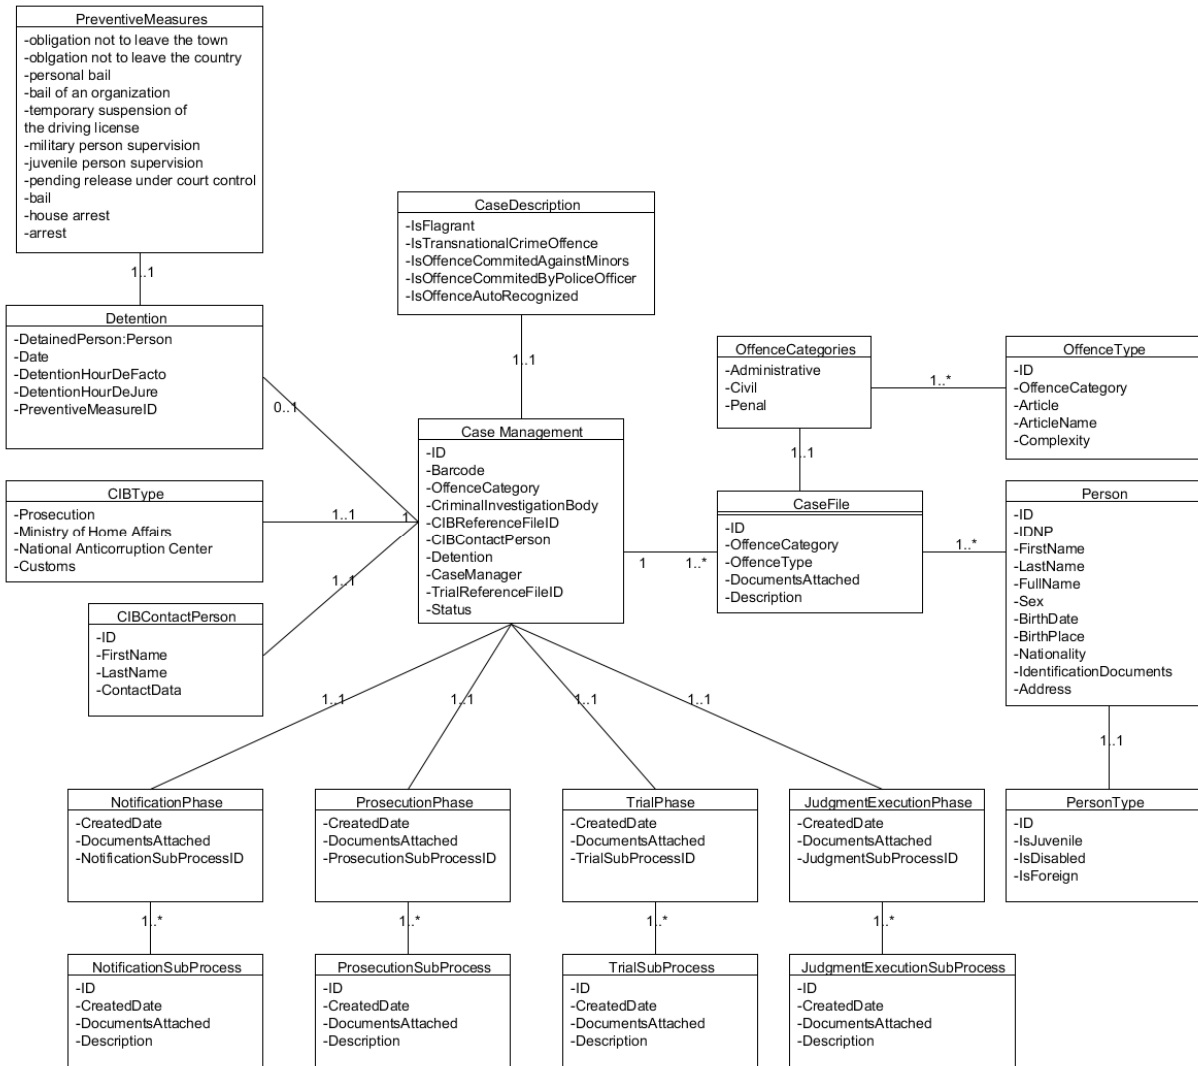 PreventiveMeasures
-obligation not to leave the town
-oblgation not to leave the country
-personal bail
-bail of an organization
-temporary suspension of
the driving license
-military person supervision
-juvenile person supervision
-pending release under court control
-bail
-house arrest
-arrest
1..1
Detention
-DetainedPerson:Person
-Date
-DetentionHourDeFacto
-DetentionHourDeJure
-PreventiveMeasureID
0..1
CaseDescription
-IsFlagrant
-IsTransnationalCrimeOffence
-IsOffenceCommitedAgainstMinors
-IsOffenceCommitedByPoliceOfficer
-IsOffenceAutoRecognized
1..1
OffenceCategories
-Administrative
-Civil
-Penal
1..*
OffenceType
-ID
-OffenceCategory
-Article
-ArticleName
-Complexity
1..1
CIBType
-Prosecution
-Ministry of Home Affairs
-National Anticorruption Center
-Customs
1..1
1
CIBContactPerson
-ID
-FirstName
-LastName
-ContactData
1..1
Case Management
-ID
-Barcode
-OffenceCategory
-CriminalInvestigationBody
-CIBReferenceFileID
-CIBContactPerson
-Detention
-CaseManager
-TrialReferenceFileID
-Status
1
1..*
CaseFile
-ID
-OffenceCategory
-OffenceType
-DocumentsAttached
-Description
1..*
Person
-ID
-IDNP
-FirstName
-LastName
-FullName
-Sex
-BirthDate
-BirthPlace
-Nationality
-IdentificationDocuments
-Address
1..1
1..1
1..1
1..1
1..1
NotificationPhase
-CreatedDate
-DocumentsAttached
-NotificationSubProcessID
ProsecutionPhase
-CreatedDate
-DocumentsAttached
-ProsecutionSubProcessID
TrialPhase
-CreatedDate
-DocumentsAttached
-TrialSubProcessID
JudgmentExecutionPhase
-CreatedDate
-DocumentsAttached
-JudgmentSubProcessID
PersonType
-ID
-IsJuvenile
-IsDisabled
-IsForeign
1..*
1..*
1..*
1..*
NotificationSubProcess
-ID
-CreatedDate
-DocumentsAttached
-Description
ProsecutionSubProcess
-ID
-CreatedDate
-DocumentsAttached
-Description
TrialSubProcess
-ID
-CreatedDate
-DocumentsAttached
-Description
JudgmentExecutionSubProcess
-ID
-CreatedDate
-DocumentsAttached
-Description